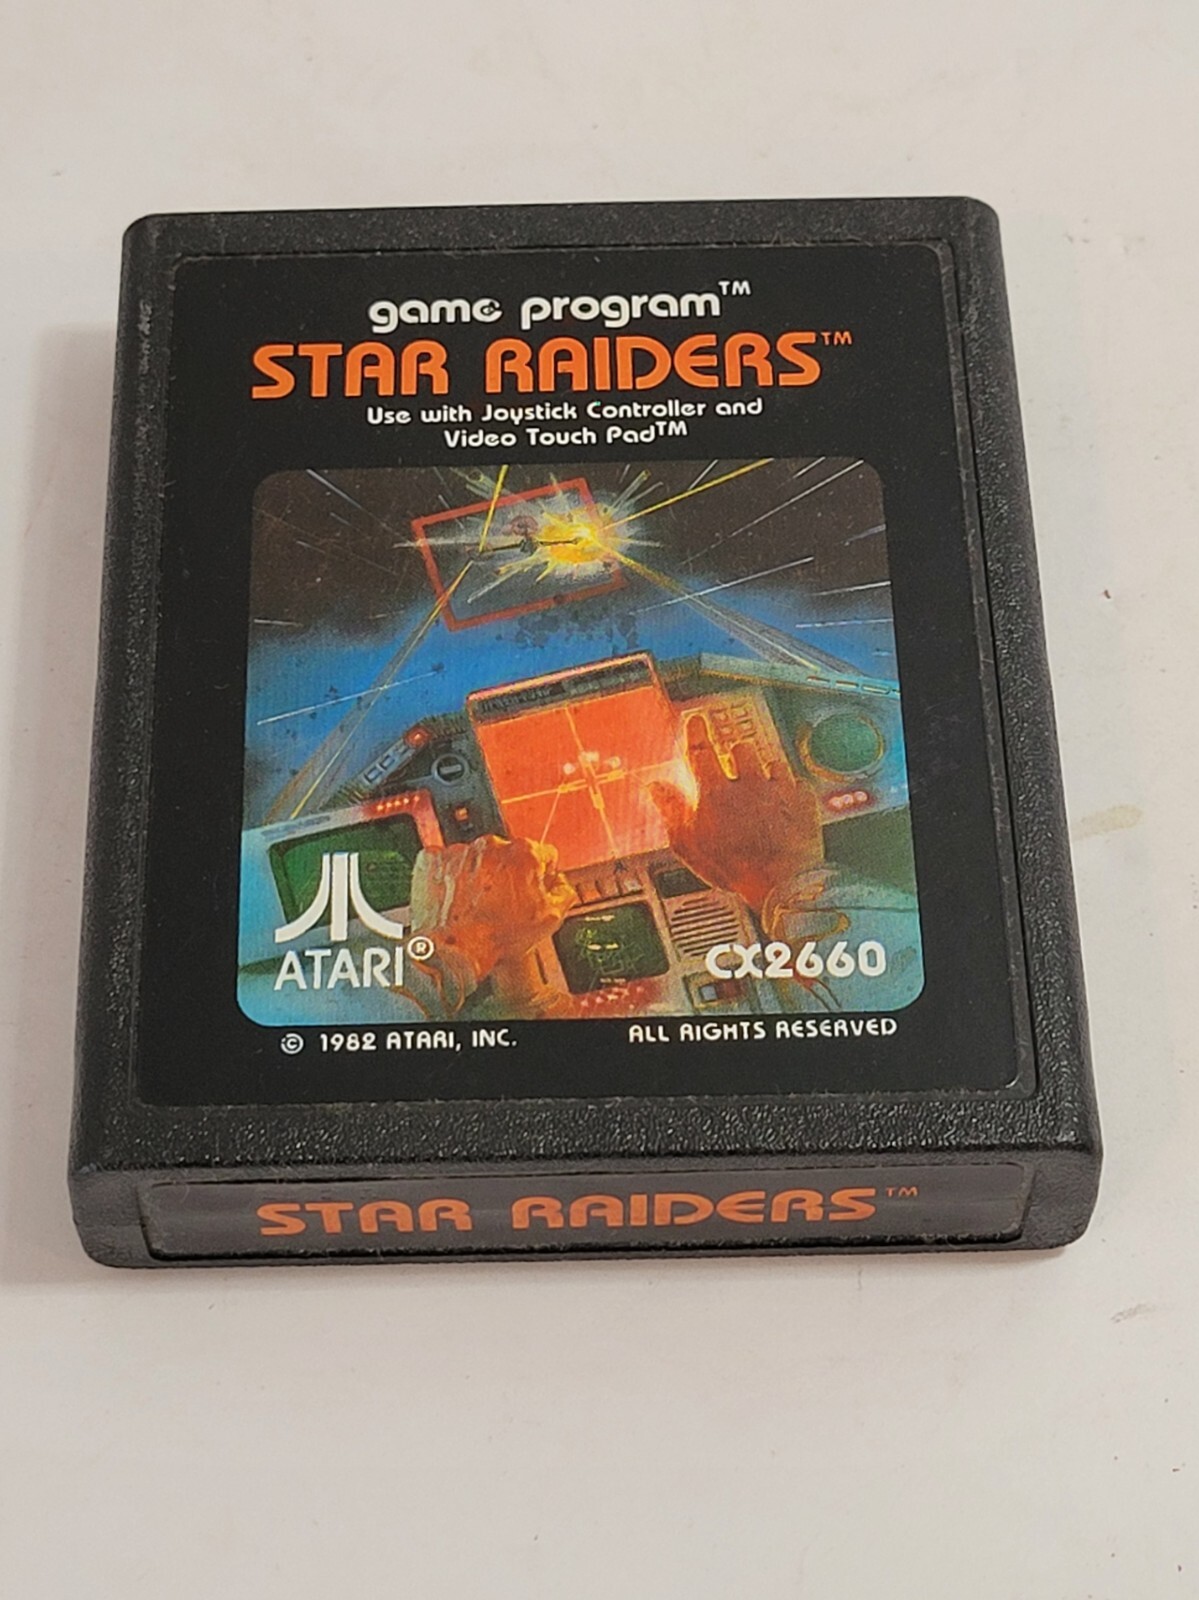 game program™
STAR RAIDERS™
Use with Joystick Controller and
Video Touch Pad™
ATARI®
CX2660
© 1982 ATARI, INC. ALL RIGHTS RESERVED
STAR RAIDERS™